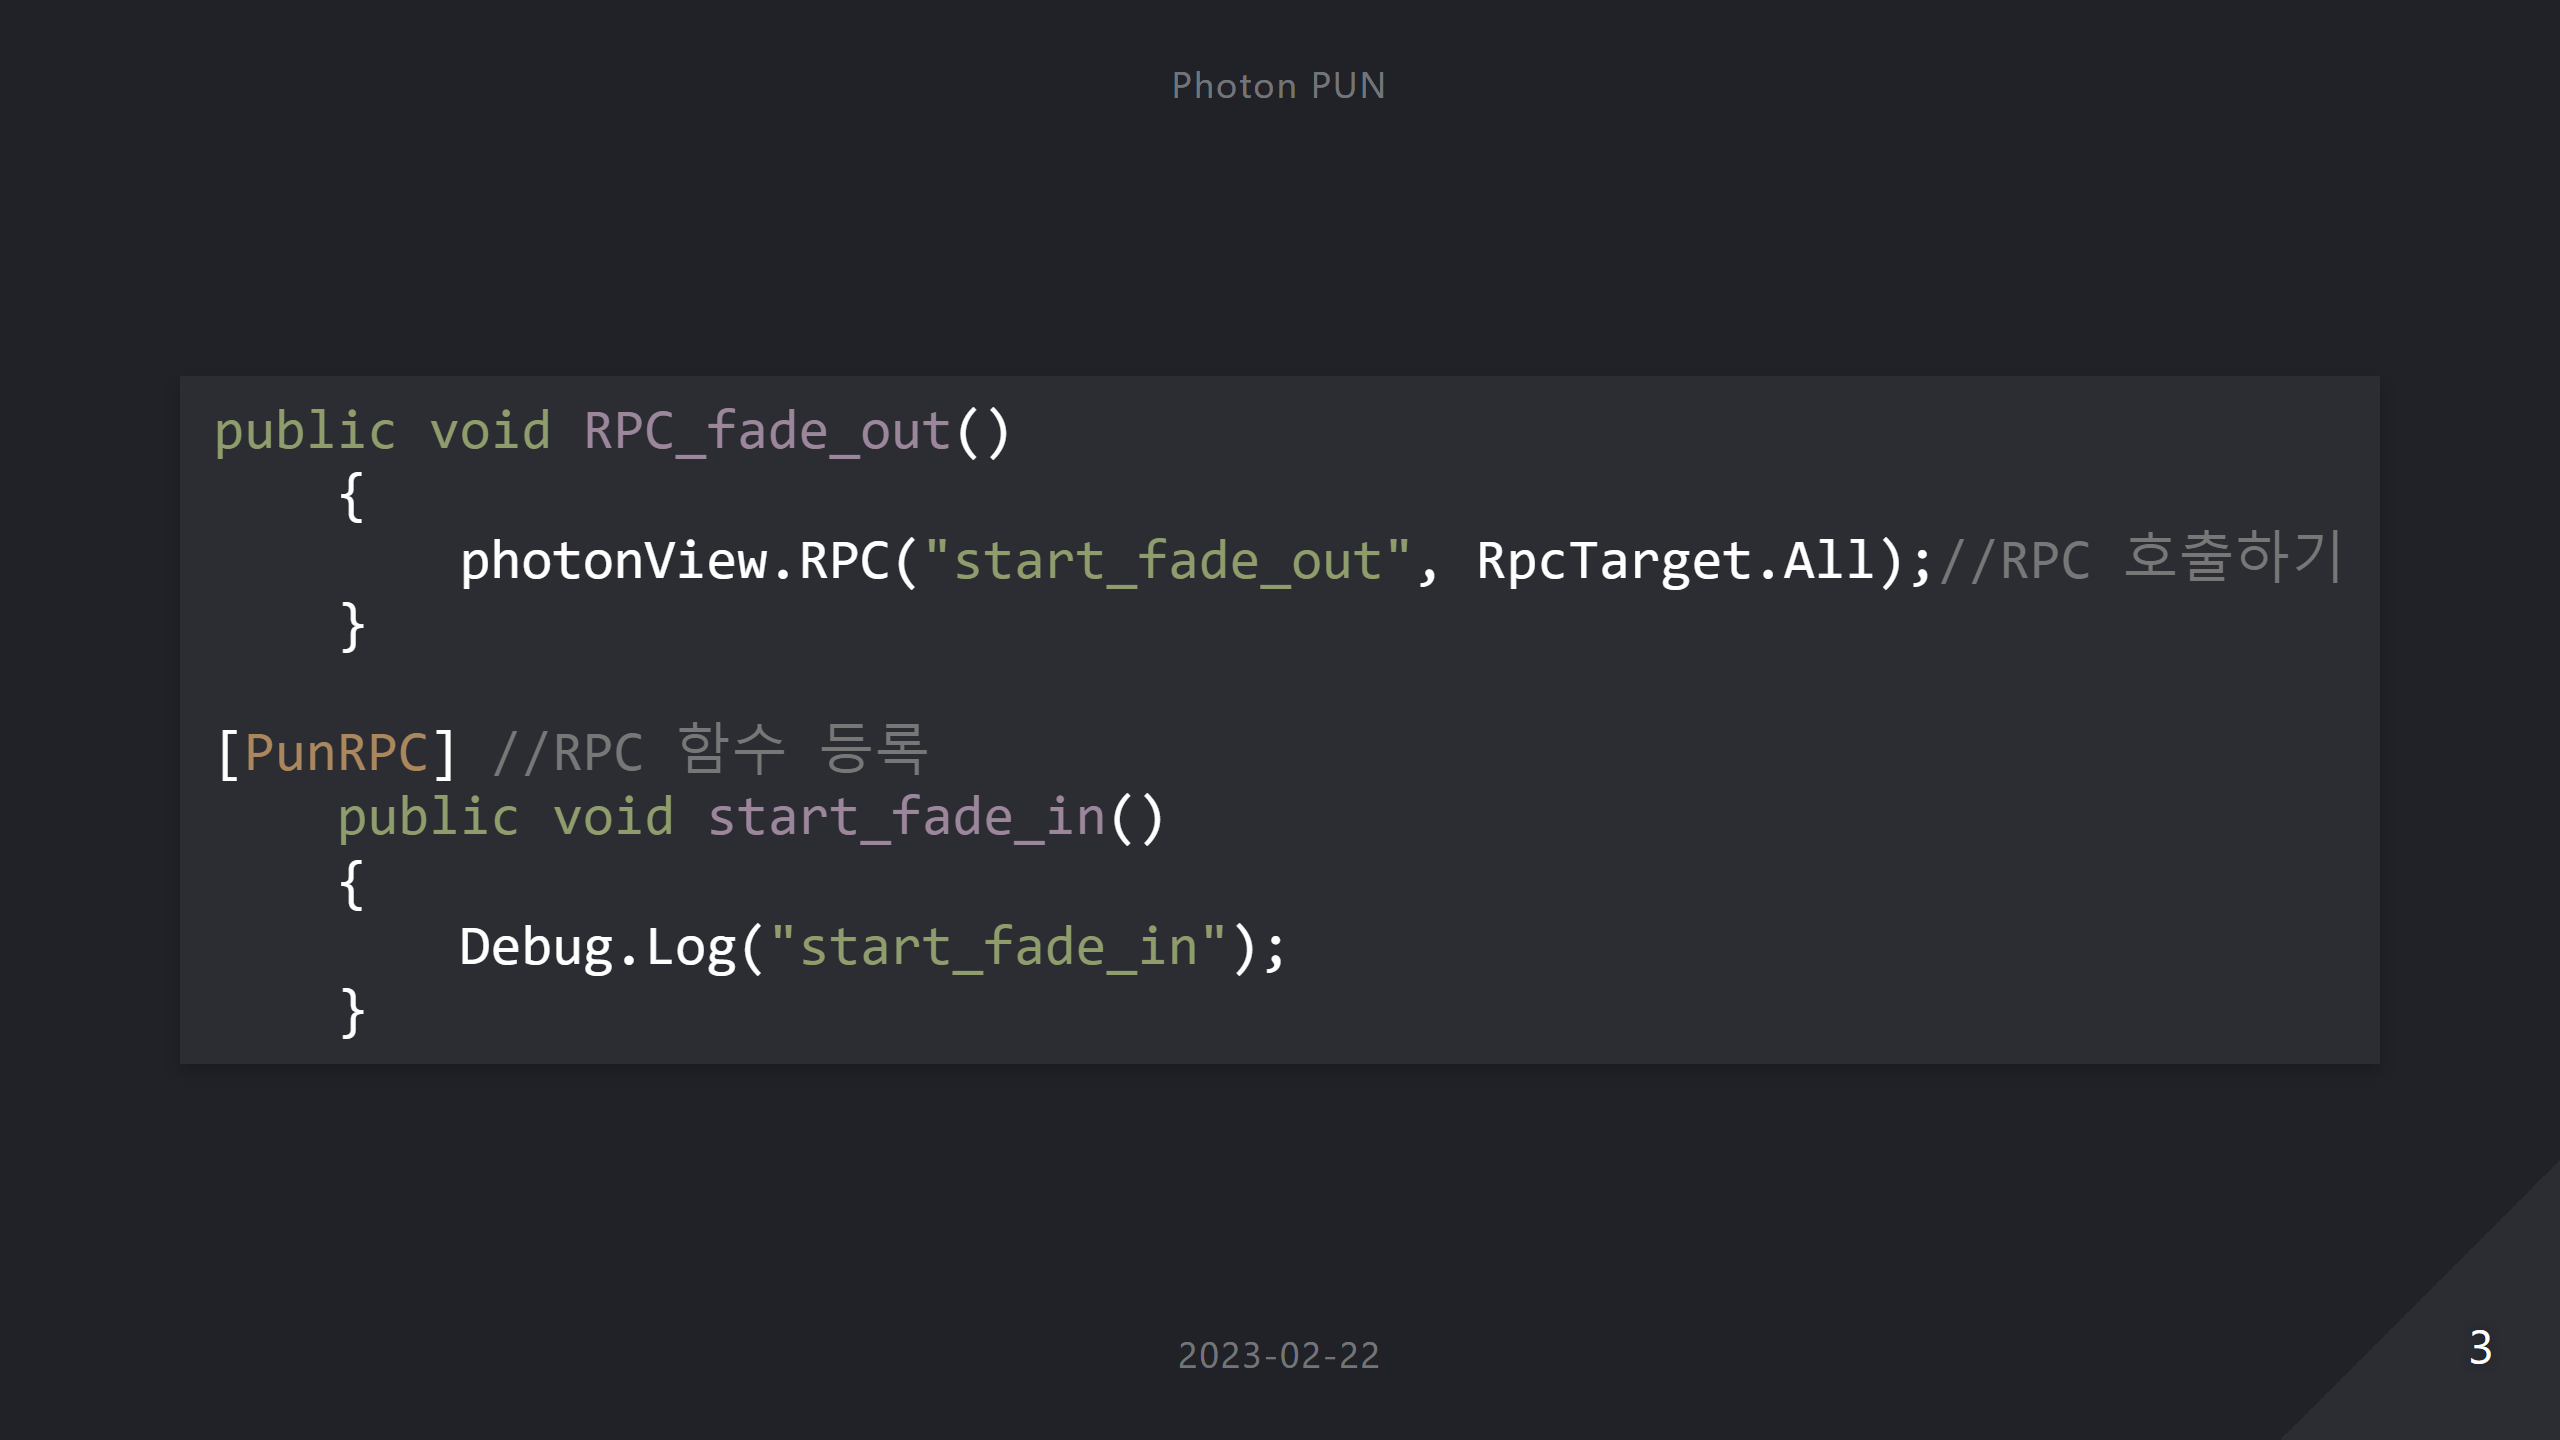 Photon PUN
public void RPC_fade_out()
{
photonView.RPC("start_fade_out", RpcTarget.All);//RPC 호출하기
}
[PunRPC] //RPC 함수 등록
public void start_fade_in()
{
Debug.Log("start_fade_in");
}
2023-02-22
3